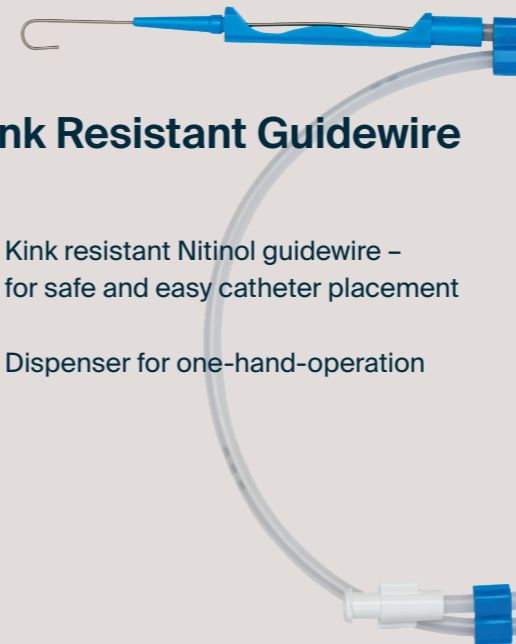 nk Resistant Guidewire
Kink resistant Nitinol guidewire –
for safe and easy catheter placement
Dispenser for one-hand-operation